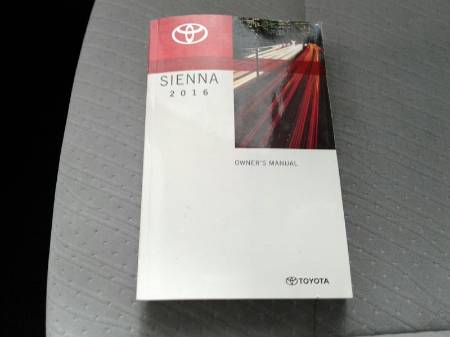 SIENNA
2016
OWNER'S MANUAL
TOYOTA